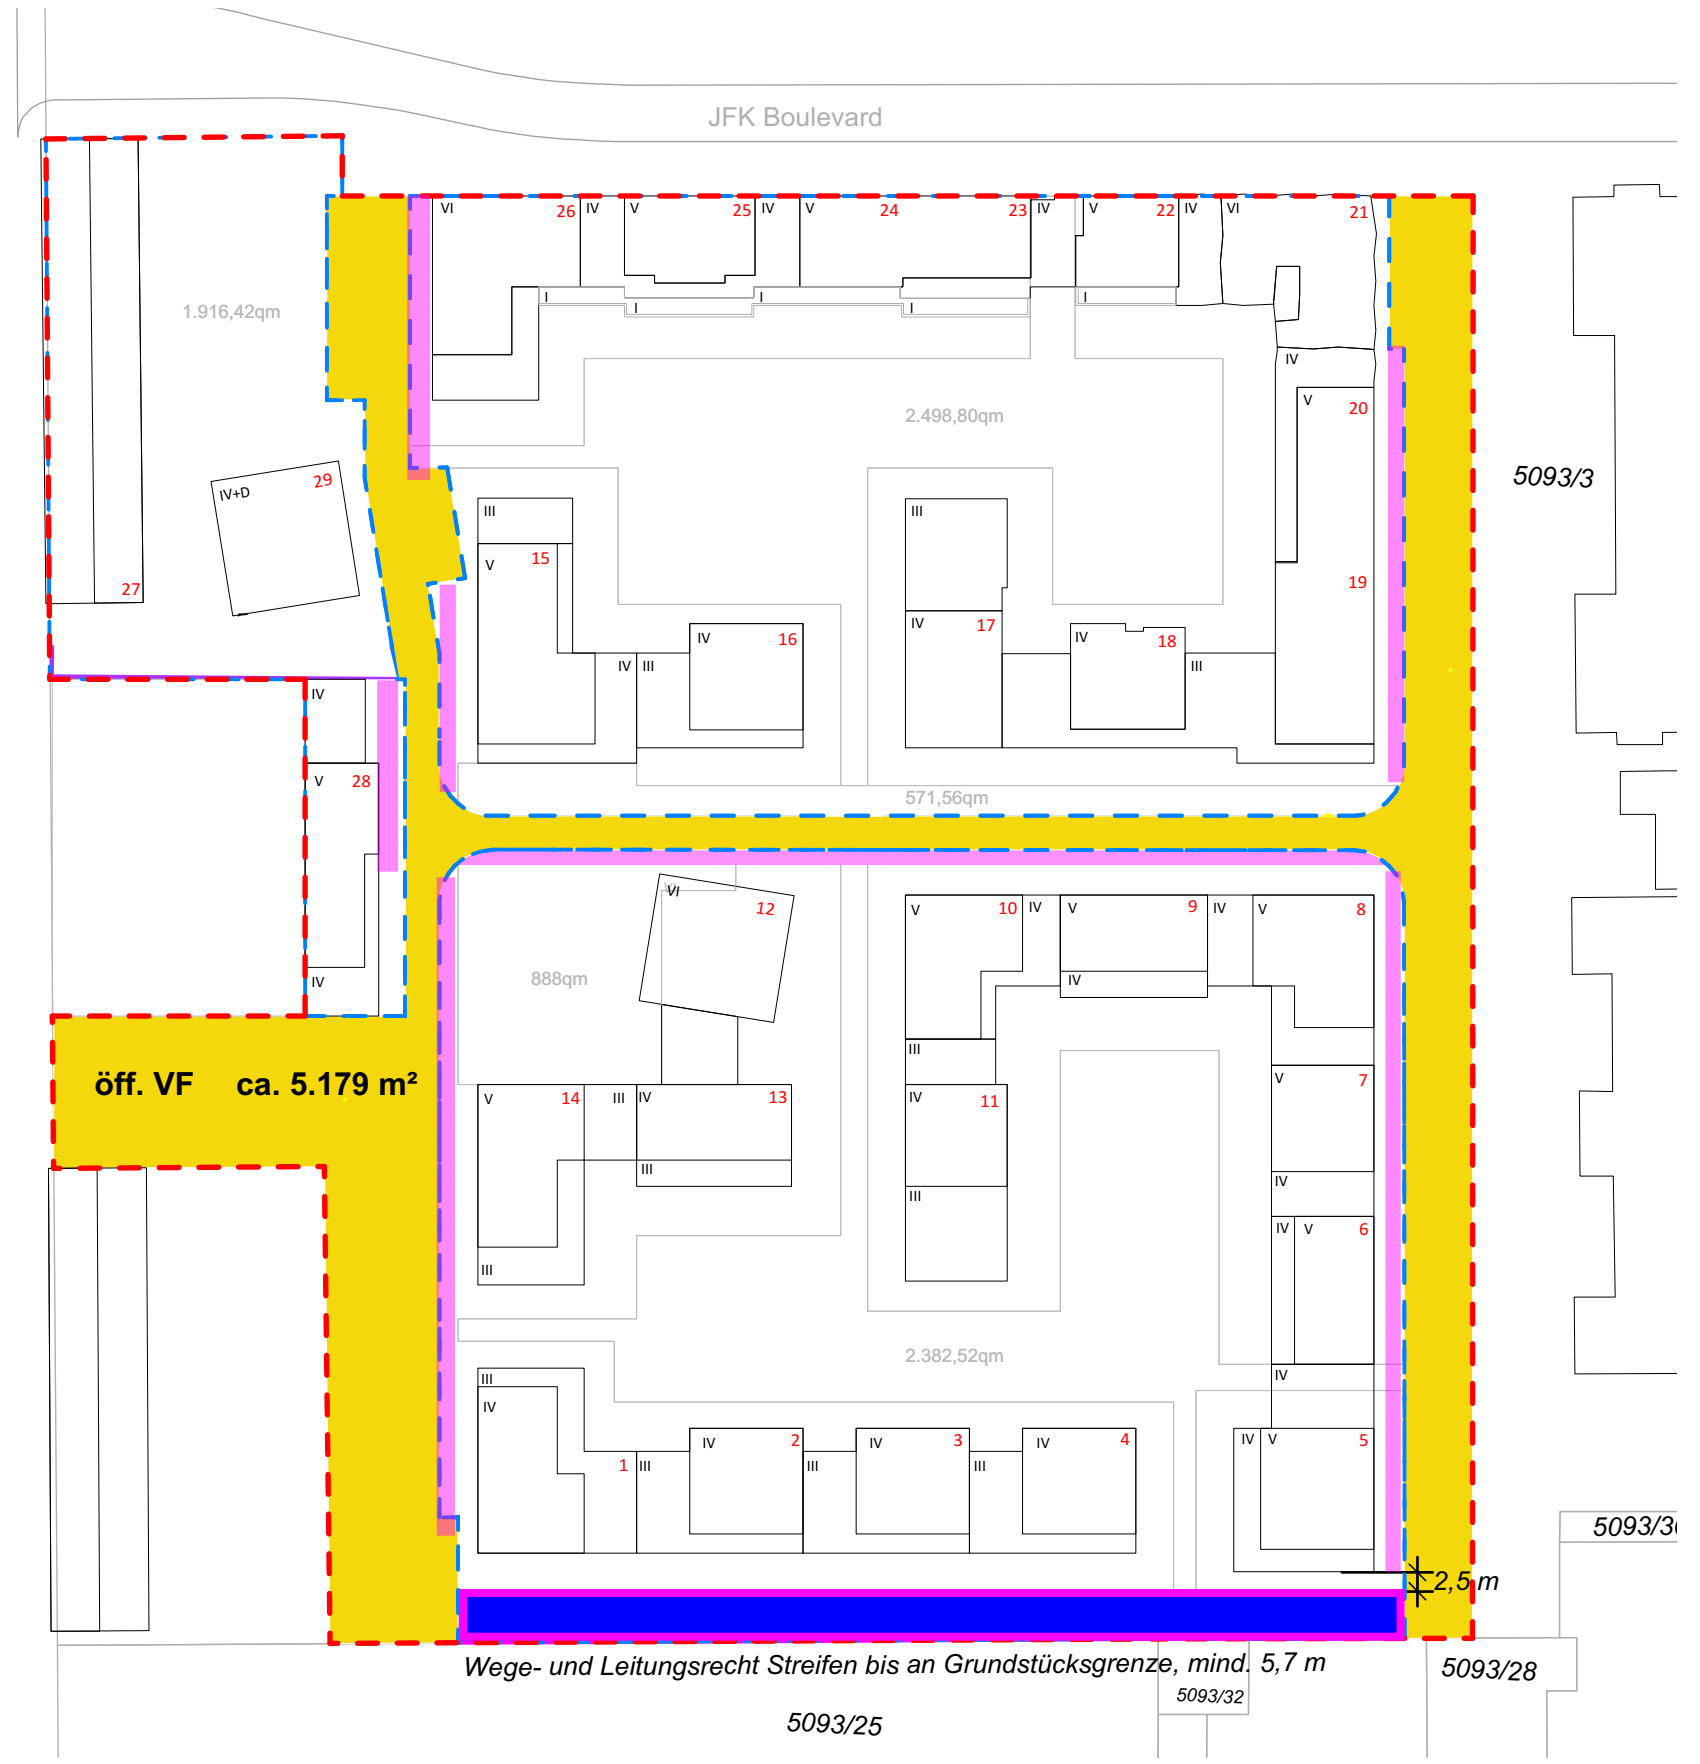 JFK Boulevard
VI 26 IV V 25 IV V 24 23 IV V 22 IV VI 21
I I I I I
1.916,42qm
IV
V 20
2.498,80qm
5093/3
IV+D 29
III III
V 15
27 19
IV 17
IV 16 IV 18
IV III III
IV
V 28
571,56qm
VI 12
V 10 IV V 9 IV V 8
888qm
IV IV
III
V 7
öff. VF ca. 5.179 m²
V 14 III IV 13 IV 11
III IV
III
IV V 6
III
2.382,52qm
III IV
IV
IV 2 IV 3 IV 4 IV V 5
1 III III III
5093/30
2,5 m
Wege- und Leitungsrecht Streifen bis an Grundstücksgrenze, mind. 5,7 m
5093/28
5093/32
5093/25